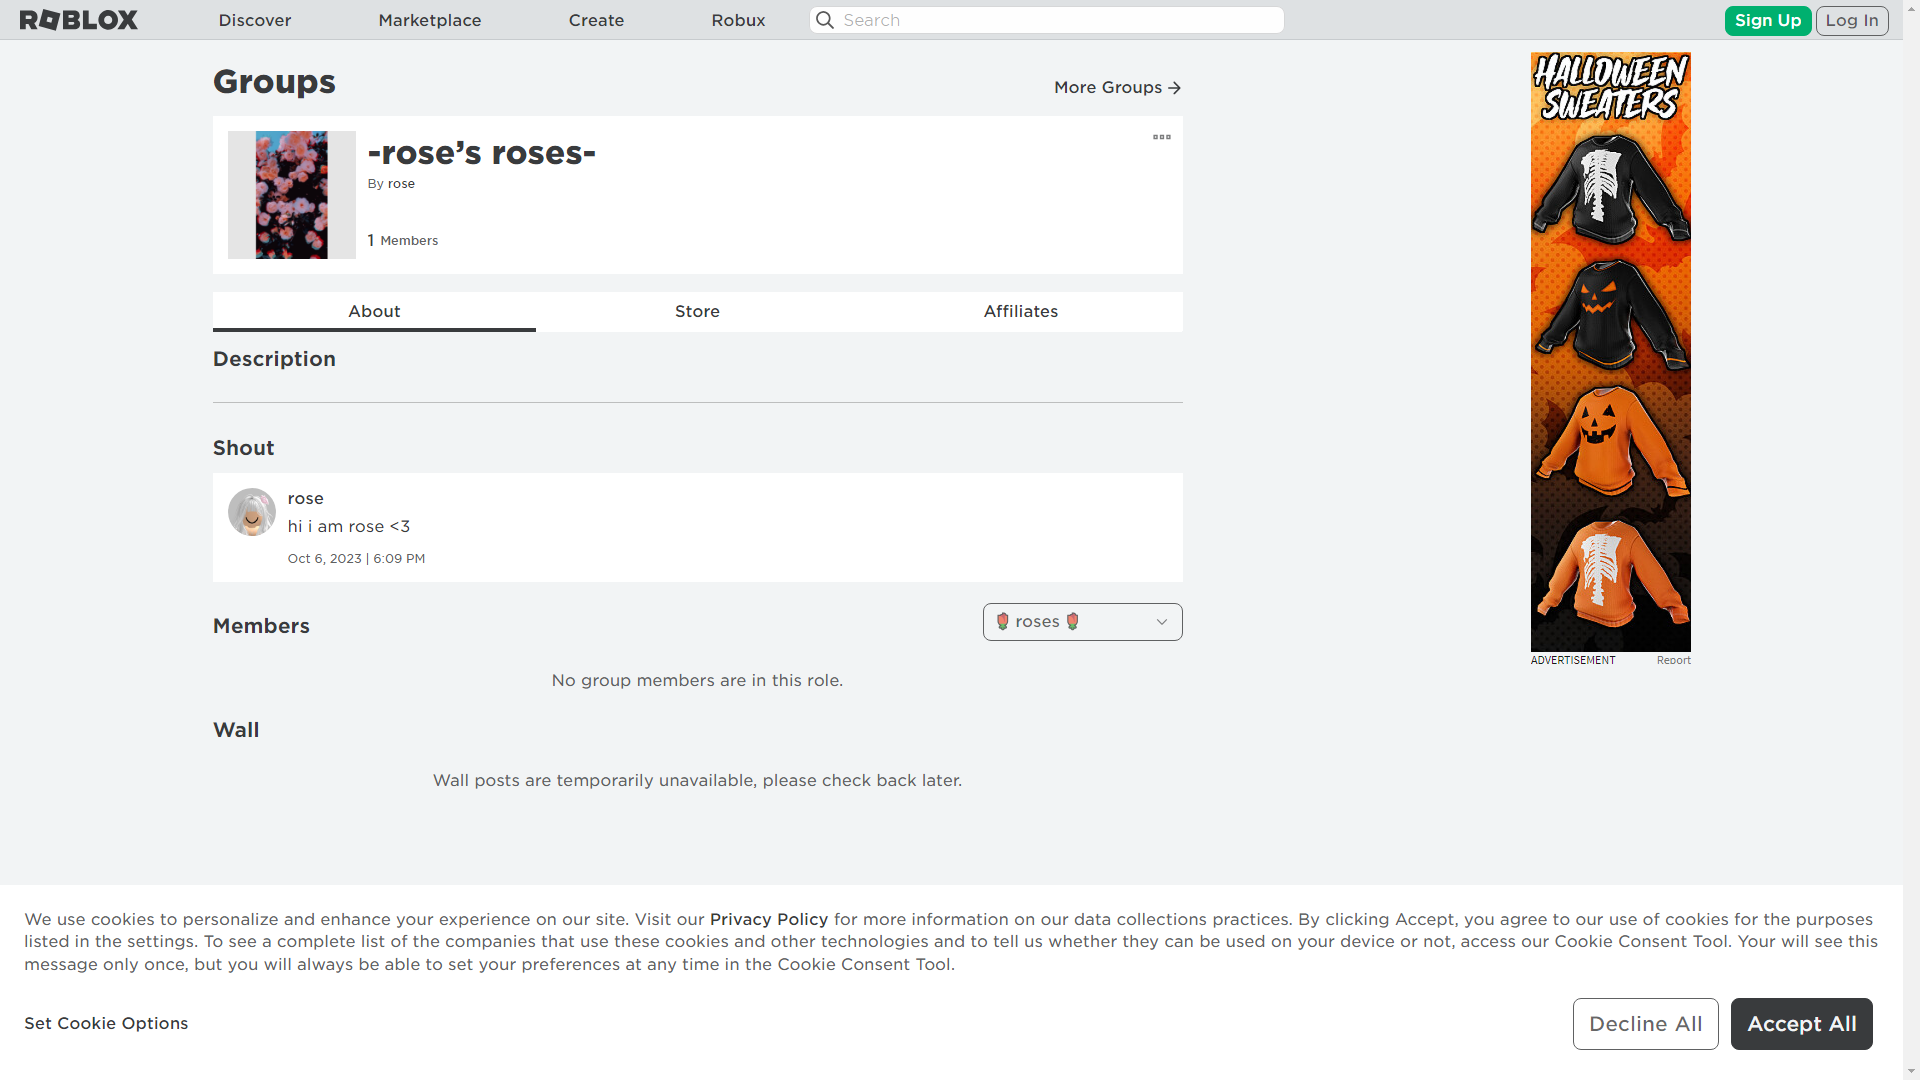 ROBLOX
Discover
Marketplace
Create
Robux
Search
Sign Up
Log In
Groups
More Groups
-rose’s roses-
By rose
1 Members
About
Store
Affiliates
Description
Shout
rose
hi i am rose <3
Oct 6, 2023 | 6:09 PM
Members
🌹 roses 🌹
No group members are in this role.
Wall
Wall posts are temporarily unavailable, please check back later.
HALLOWEEN
SWEATERS
ADVERTISEMENT
Report
We use cookies to personalize and enhance your experience on our site. Visit our Privacy Policy for more information on our data collections practices. By clicking Accept, you agree to our use of cookies for the purposes
listed in the settings. To see a complete list of the companies that use these cookies and other technologies and to tell us whether they can be used on your device or not, access our Cookie Consent Tool. Your will see this
message only once, but you will always be able to set your preferences at any time in the Cookie Consent Tool.
Set Cookie Options
Decline All
Accept All